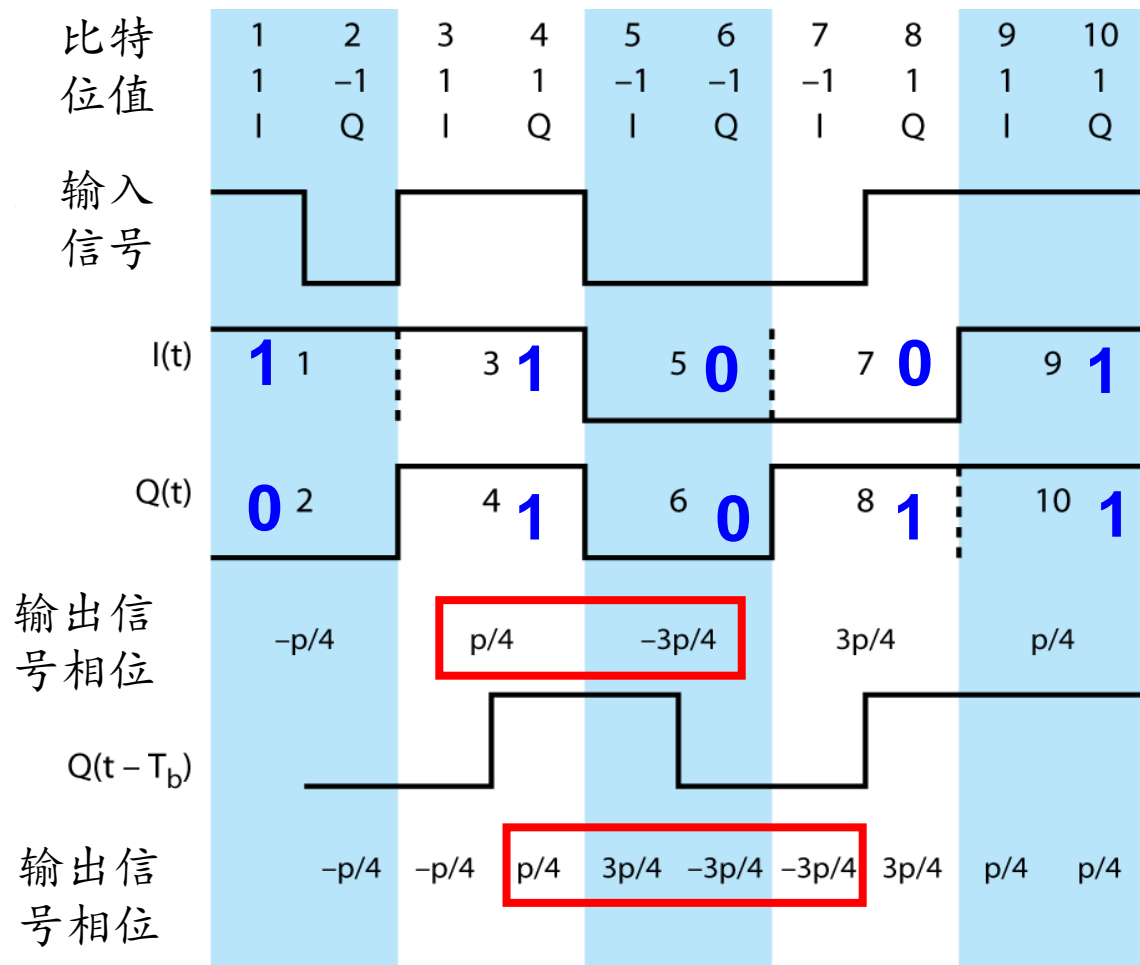 比特 1 2 3 4 5 6 7 8 9 10
位值 1 –1 1 1 –1 –1 –1 1 1 1
I Q I Q I Q I Q I Q
输入
信号
I(t) 1 1 3 1 5 0 7 0 9 1
Q(t) 0 2 4 1 6 0 8 1 10 1
输出信
号相位
–p/4 p/4 –3p/4 3p/4 p/4
Q(t – Tb)
输出信
号相位
–p/4 –p/4 p/4 3p/4 –3p/4 –3p/4 3p/4 p/4 p/4